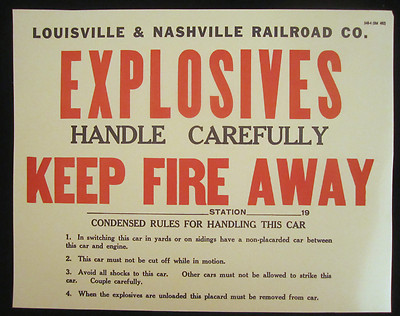 LOUISVILLE & NASHVILLE RAILROAD CO.
EXPLOSIVES
HANDLE CAREFULLY
KEEP FIRE AWAY
STATION 19
CONDENSED RULES FOR HANDLING THIS CAR
1. In switching this car in yards or on sidings have a non-placarded car between
this car and engine.
2. This car must not be cut off while in motion.
3. Avoid all shocks to this car. Other cars must not be allowed to strike this
car. Couple carefully.
4. When the explosives are unloaded this placard must be removed from car.